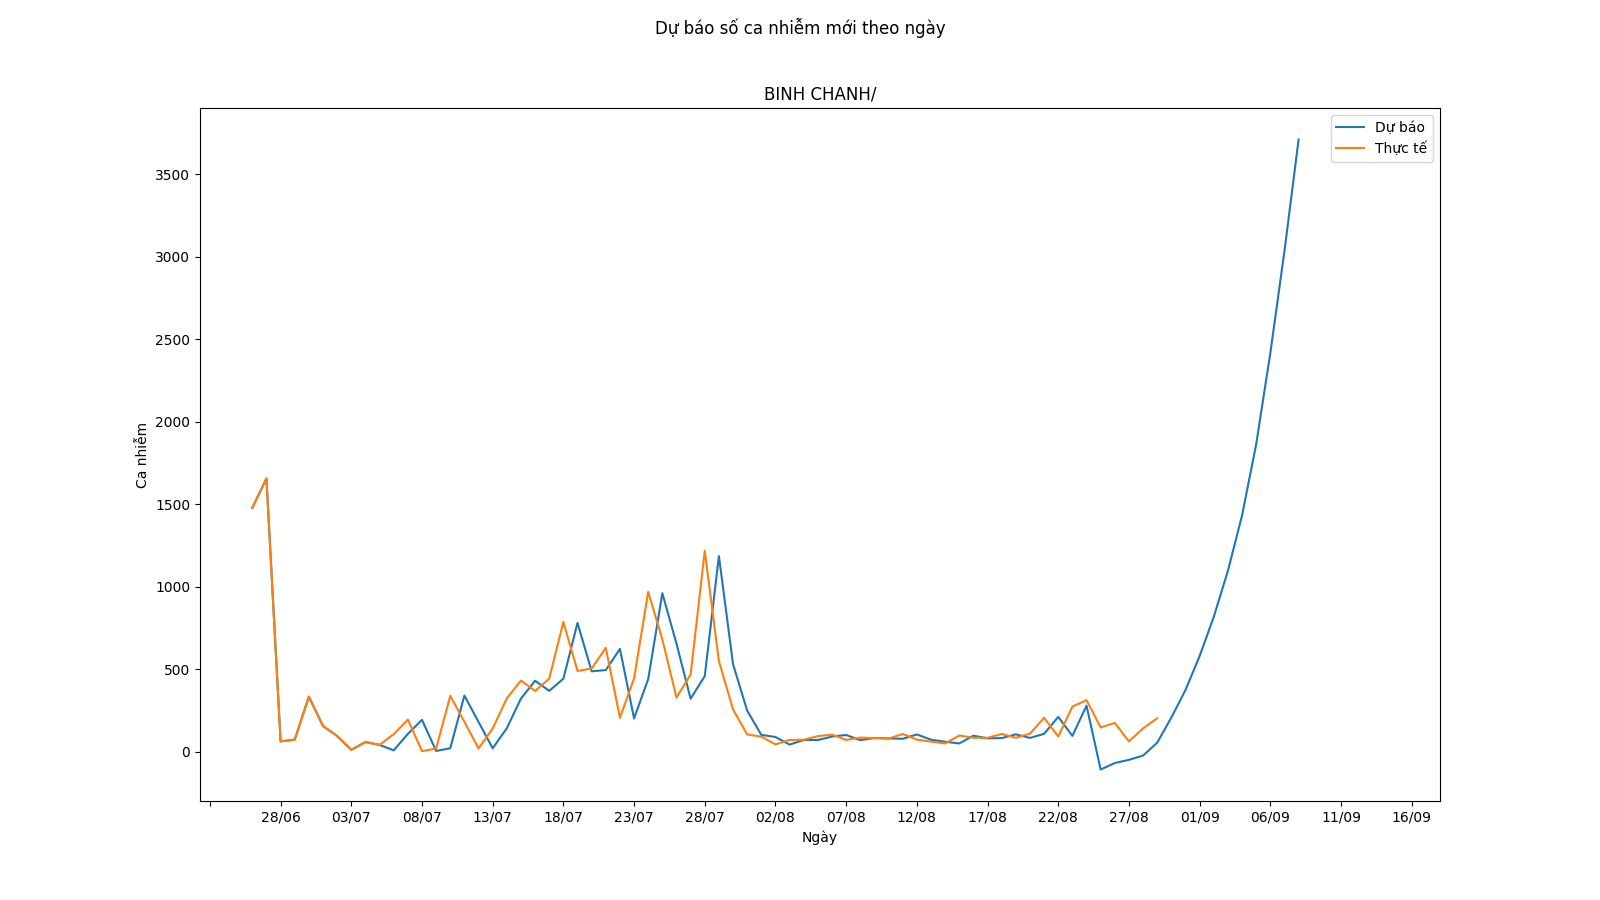 Dự báo số ca nhiễm mới theo ngày
BINH CHANH/
Dự báo
Thực tế
3500
3000
2500
2000
1500
1000
500
0
Ca nhiễm
28/06 03/07 08/07 13/07 18/07 23/07 28/07 02/08 07/08 12/08 17/08 22/08 27/08 01/09 06/09 11/09 16/09
Ngày